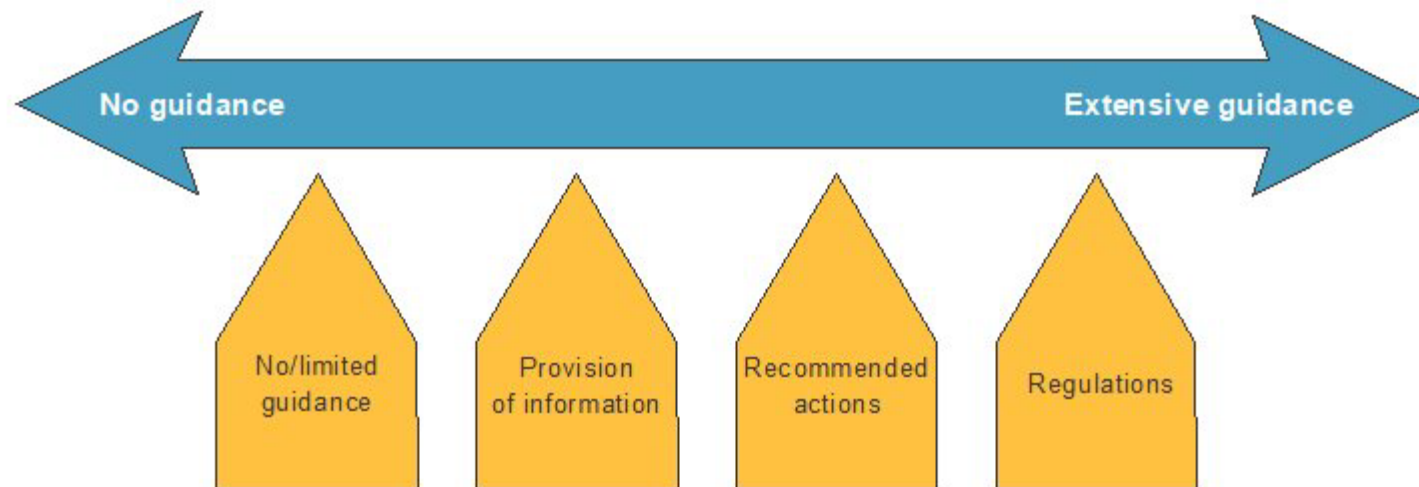 No guidance
Extensive guidance
No/limited
guidance
Provision
of information
Recommended
actions
Regulations